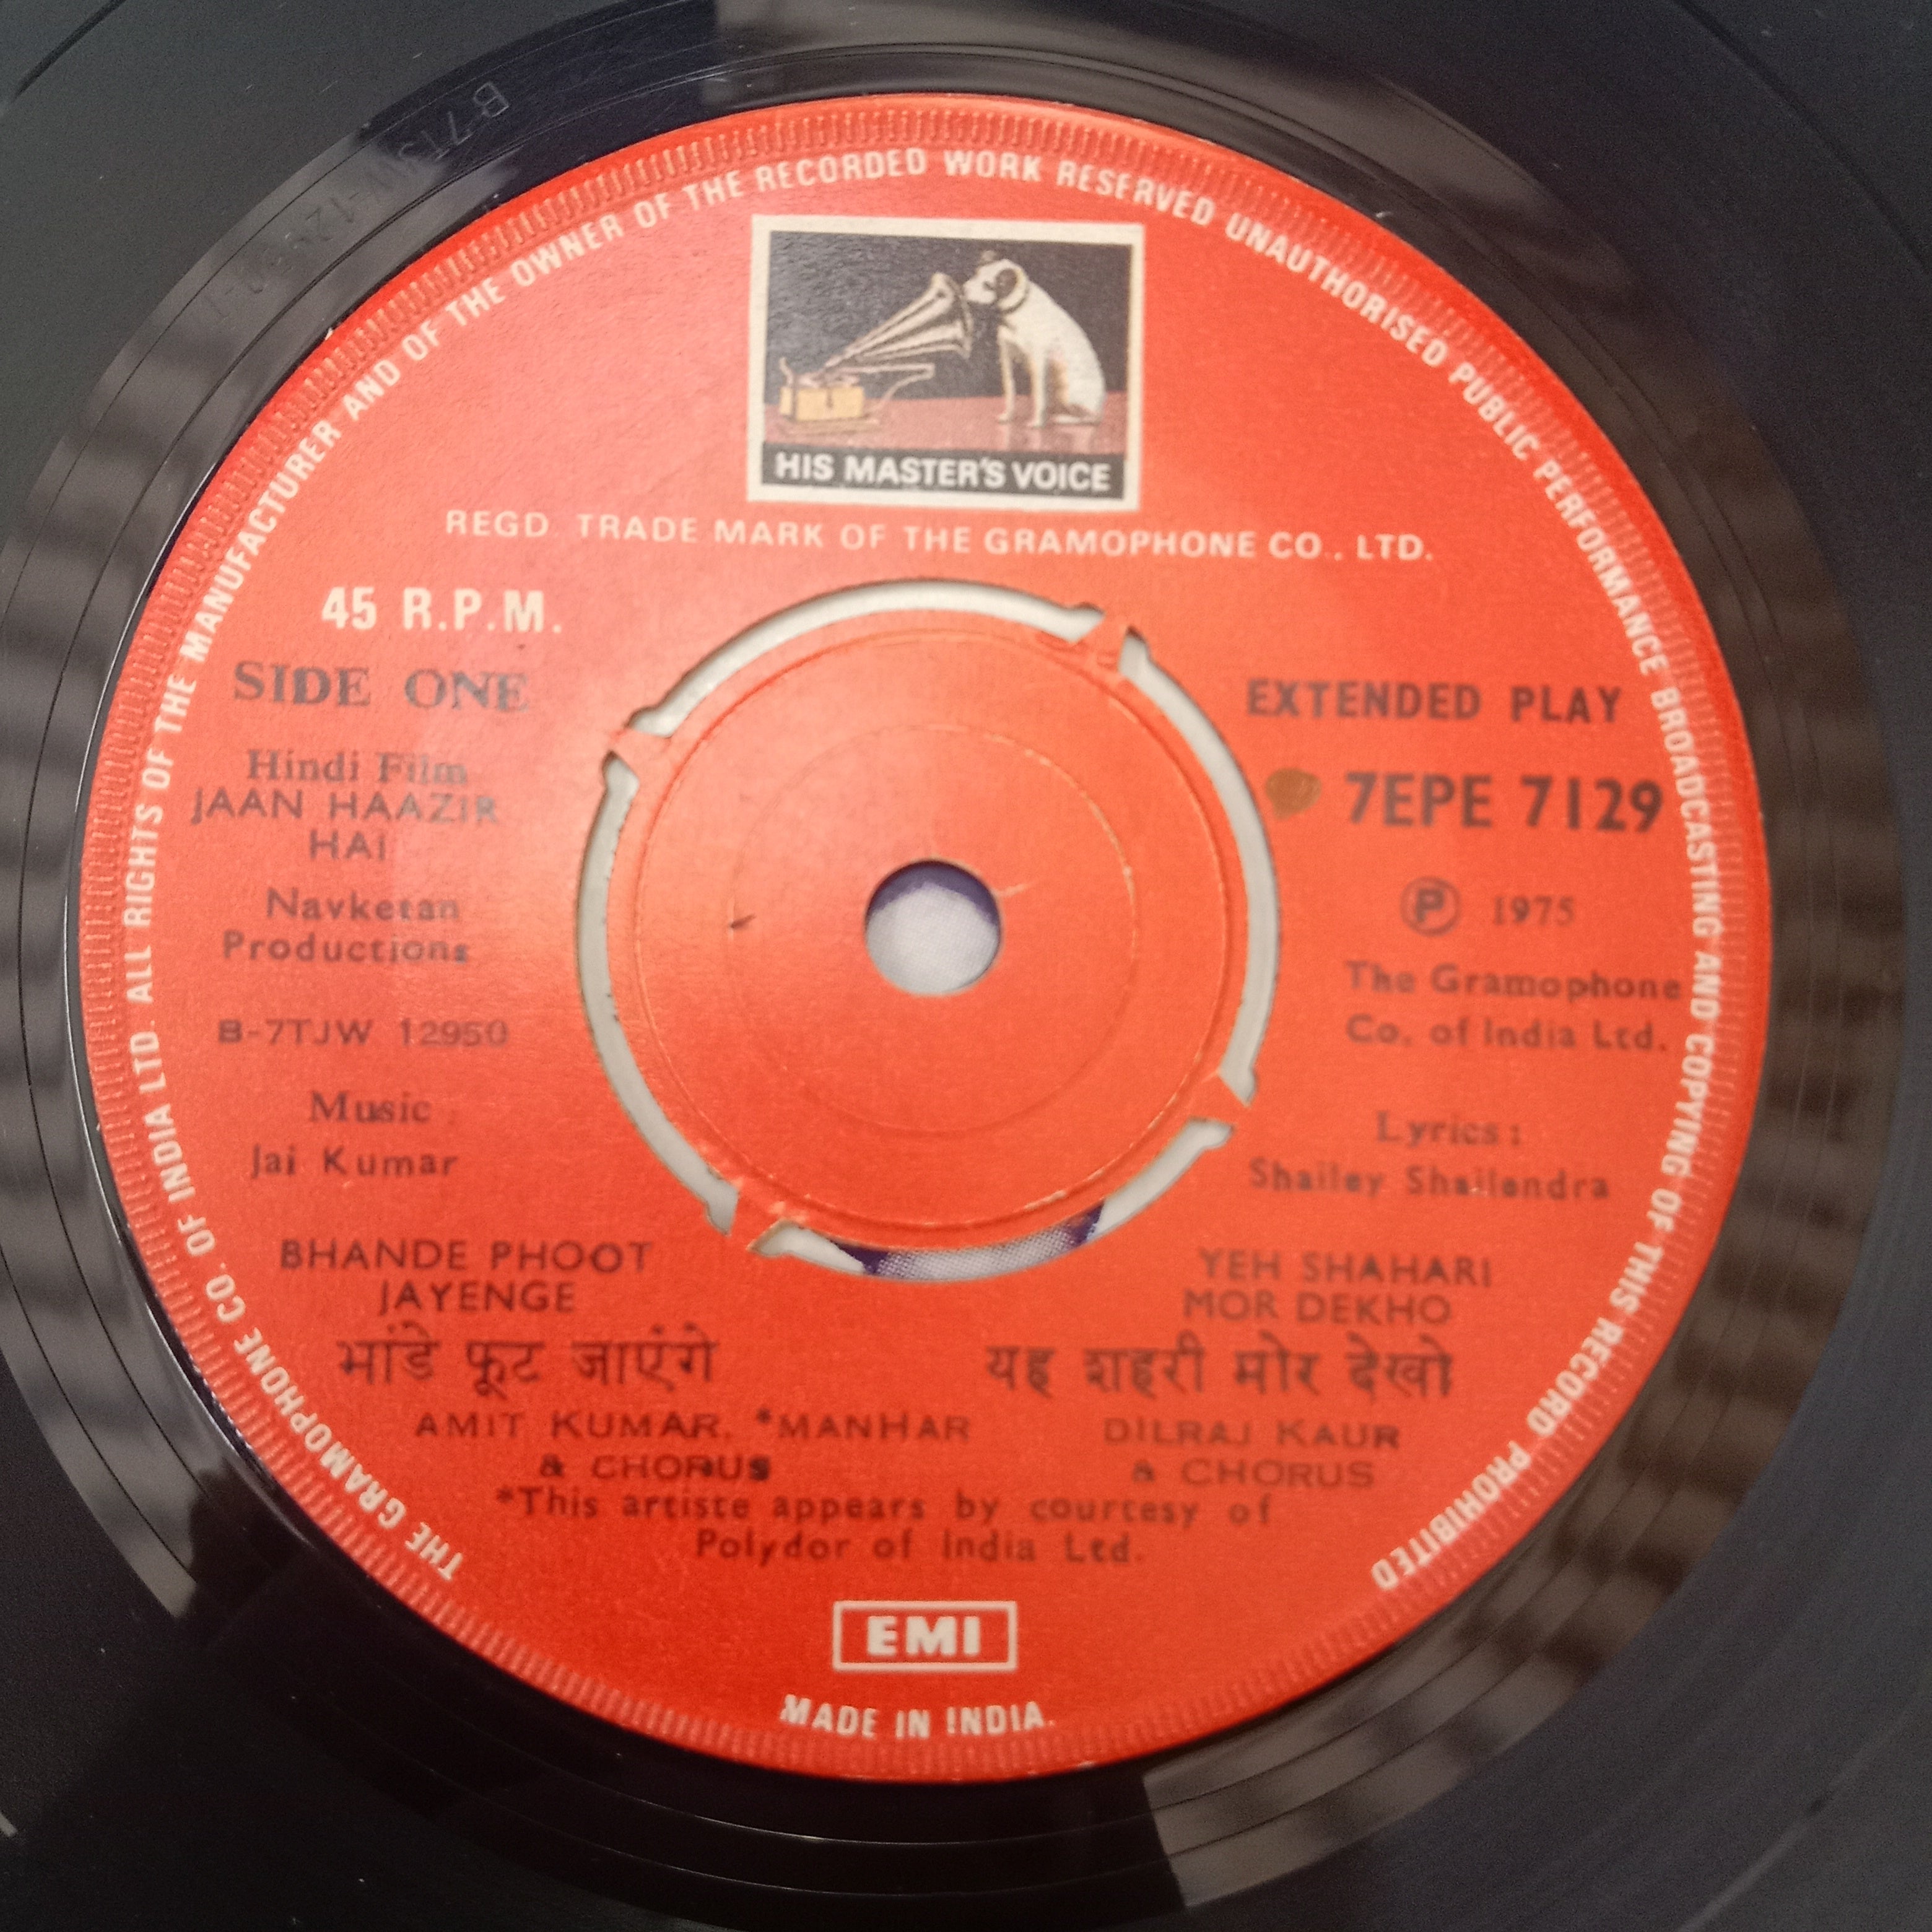 THE GRAMOPHONE CO. OF INDIA LTD. ALL RIGHTS OF THE MANUFACTURER AND OF THE OWNER OF THE RECORDED WORK RESERVED UNAUTHORISED PUBLIC PERFORMANCE BROADCASTING AND COPYING OF THIS RECORD PROHIBITED
HIS MASTER'S VOICE
REGD. TRADE MARK OF THE GRAMOPHONE CO., LTD.
45 R.P.M.
SIDE ONE
Hindi Film
JAAN HAAZIR
HAI
Navketan
Productions
B-7TJW 12950
Music
Jai Kumar
EXTENDED PLAY
7EPE 7129
Ⓟ 1975
The Gramophone
Co. of India Ltd.
Lyrics:
Shailey Shailendra
BHANDE PHOOT
JAYENGE
भांडे फूट जाएंगे
AMIT KUMAR, *MANHAR
& CHORUS
YEH SHAHARI
MOR DEKHO
यह शहरी मोर देखो
DILRAJ KAUR
& CHORUS
*This artiste appears by courtesy of
Polydor of India Ltd.
EMI
MADE IN INDIA.